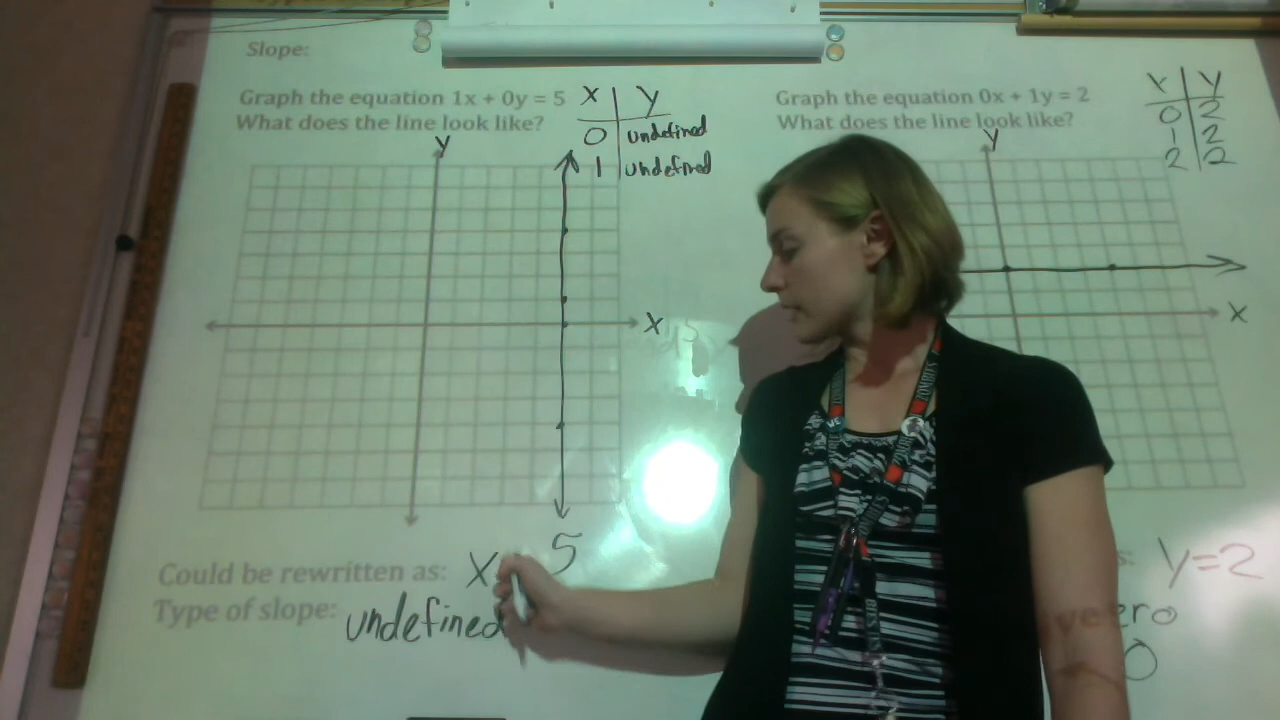 Slope:
Graph the equation 1x + 0y = 5
What does the line look like?
x y
0 undefined
1 undefined
y
x
5
Could be rewritten as: x
Type of slope: undefined
Graph the equation 0x + 1y = 2
What does the line look like?
x y
0 2
1 2
2 2
y
x
y=2
ero
0